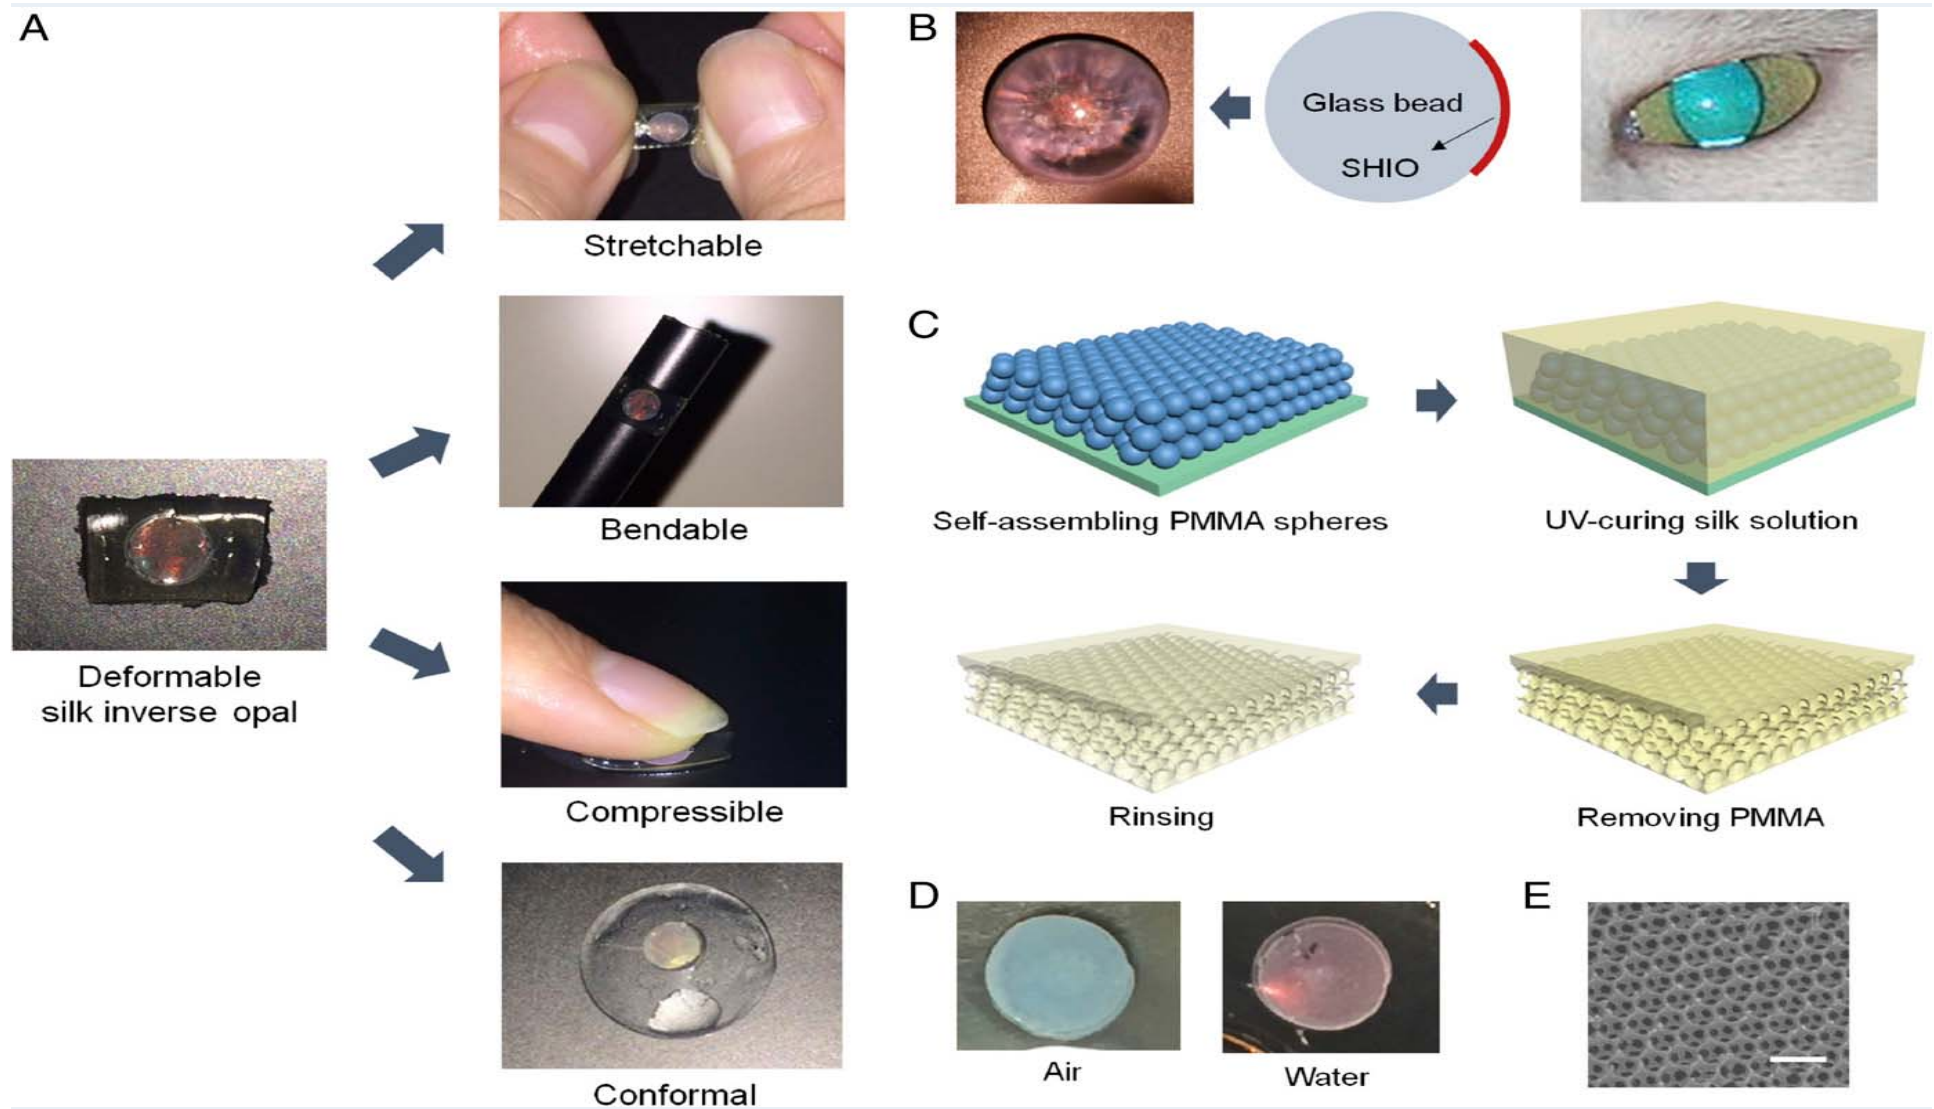 A
Stretchable
Bendable
Deformable
silk inverse opal
Compressible
Conformal
B
Glass bead
SHIO
C
Self-assembling PMMA spheres
UV-curing silk solution
Rinsing
Removing PMMA
D
Air
Water
E